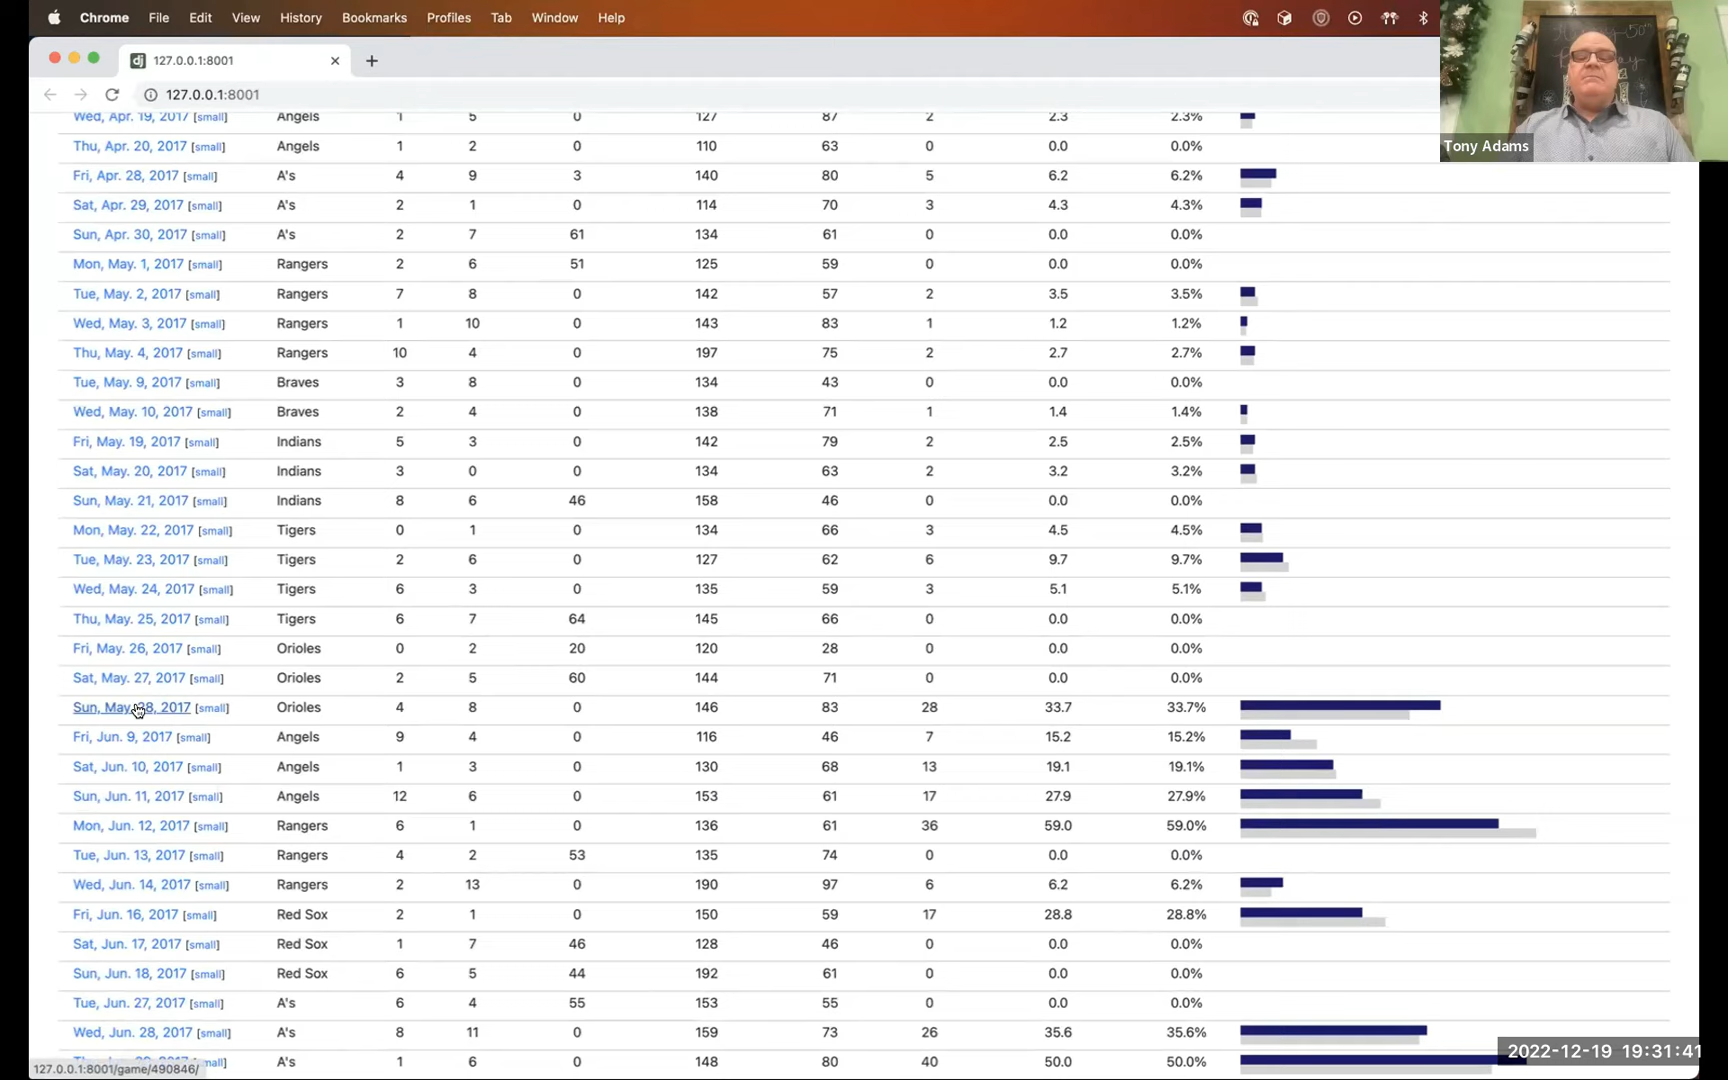 Chrome File Edit View History Bookmarks Profiles Tab Window Help
127.0.0.1:8001
127.0.0.1:8001
Tony Adams
Wed, Apr. 19, 2017 [small] Angels 1 5 0 127 87 2 2.3 2.3%
Thu, Apr. 20, 2017 [small] Angels 1 2 0 110 63 0 0.0 0.0%
Fri, Apr. 28, 2017 [small] A's 4 9 3 140 80 5 6.2 6.2%
Sat, Apr. 29, 2017 [small] A's 2 1 0 114 70 3 4.3 4.3%
Sun, Apr. 30, 2017 [small] A's 2 7 61 134 61 0 0.0 0.0%
Mon, May. 1, 2017 [small] Rangers 2 6 51 125 59 0 0.0 0.0%
Tue, May. 2, 2017 [small] Rangers 7 8 0 142 57 2 3.5 3.5%
Wed, May. 3, 2017 [small] Rangers 1 10 0 143 83 1 1.2 1.2%
Thu, May. 4, 2017 [small] Rangers 10 4 0 197 75 2 2.7 2.7%
Tue, May. 9, 2017 [small] Braves 3 8 0 134 43 0 0.0 0.0%
Wed, May. 10, 2017 [small] Braves 2 4 0 138 71 1 1.4 1.4%
Fri, May. 19, 2017 [small] Indians 5 3 0 142 79 2 2.5 2.5%
Sat, May. 20, 2017 [small] Indians 3 0 0 134 63 2 3.2 3.2%
Sun, May. 21, 2017 [small] Indians 8 6 46 158 46 0 0.0 0.0%
Mon, May. 22, 2017 [small] Tigers 0 1 0 134 66 3 4.5 4.5%
Tue, May. 23, 2017 [small] Tigers 2 6 0 127 62 6 9.7 9.7%
Wed, May. 24, 2017 [small] Tigers 6 3 0 135 59 3 5.1 5.1%
Thu, May. 25, 2017 [small] Tigers 6 7 64 145 66 0 0.0 0.0%
Fri, May. 26, 2017 [small] Orioles 0 2 20 120 28 0 0.0 0.0%
Sat, May. 27, 2017 [small] Orioles 2 5 60 144 71 0 0.0 0.0%
Sun, May. 28, 2017 [small] Orioles 4 8 0 146 83 28 33.7 33.7%
Fri, Jun. 9, 2017 [small] Angels 9 4 0 116 46 7 15.2 15.2%
Sat, Jun. 10, 2017 [small] Angels 1 3 0 130 68 13 19.1 19.1%
Sun, Jun. 11, 2017 [small] Angels 12 6 0 153 61 17 27.9 27.9%
Mon, Jun. 12, 2017 [small] Rangers 6 1 0 136 61 36 59.0 59.0%
Tue, Jun. 13, 2017 [small] Rangers 4 2 53 135 74 0 0.0 0.0%
Wed, Jun. 14, 2017 [small] Rangers 2 13 0 190 97 6 6.2 6.2%
Fri, Jun. 16, 2017 [small] Red Sox 2 1 0 150 59 17 28.8 28.8%
Sat, Jun. 17, 2017 [small] Red Sox 1 7 46 128 46 0 0.0 0.0%
Sun, Jun. 18, 2017 [small] Red Sox 6 5 44 192 61 0 0.0 0.0%
Tue, Jun. 27, 2017 [small] A's 6 4 55 153 55 0 0.0 0.0%
Wed, Jun. 28, 2017 [small] A's 8 11 0 159 73 26 35.6 35.6%
A's 1 6 0 148 80 40 50.0 50.0%
2022-12-19 19:31:41
127.0.0.1:8001/game/490846/